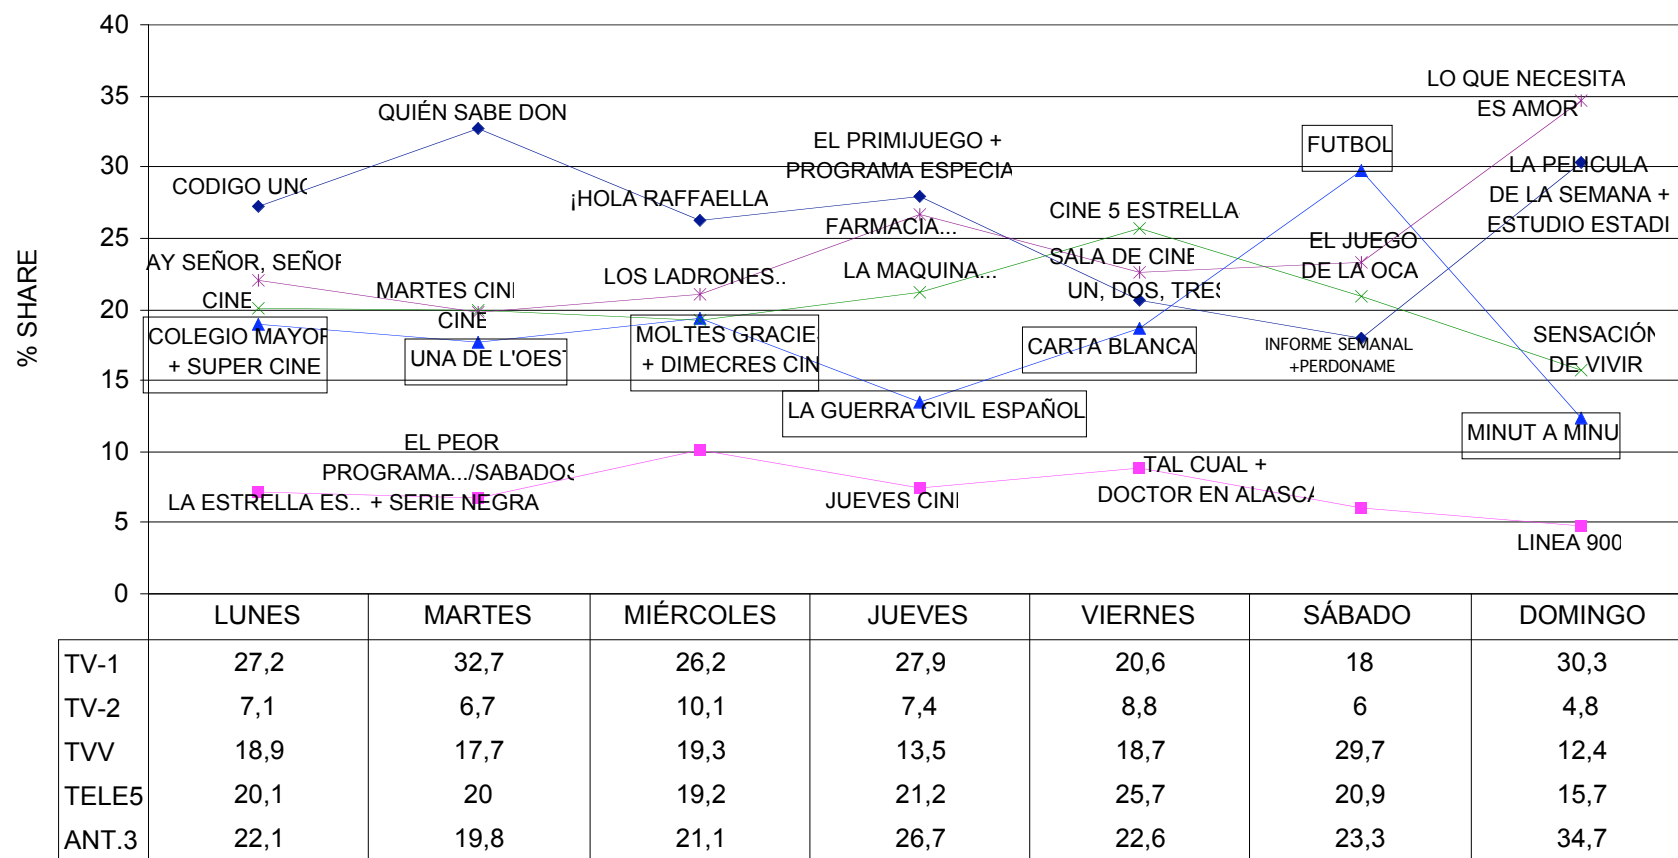 40
35
30
25
20
15
10
5
0
% SHARE
LO QUE NECESITA
ES AMOR
QUIÉN SABE DON
EL PRIMIJUEGO +
PROGRAMA ESPECIA
FUTBOL
LA PELICULA
DE LA SEMANA +
ESTUDIO ESTADI
CODIGO UNO
¡HOLA RAFFAELLA
FARMACIA...
CINE 5 ESTRELLA
EL JUEGO
DE LA OCA
AY SEÑOR, SEÑOR
LOS LADRONES..
LA MAQUINA...
SALA DE CINE
CINE
MARTES CINE
UN, DOS, TRES
CINE
COLEGIO MAYOR
+ SUPER CINE
UNA DE L'OEST
MOLTES GRACIES
+ DIMECRES CIN
CARTA BLANCA
INFORME SEMANAL
+PERDONAME
SENSACIÓN
DE VIVIR
LA GUERRA CIVIL ESPAÑOL
MINUT A MINU
EL PEOR
PROGRAMA.../SABADOS
+ SERIE NEGRA
LA ESTRELLA ES..
JUEVES CINE
TAL CUAL +
DOCTOR EN ALASCA
LINEA 900
LUNES MARTES MIÉRCOLES JUEVES VIERNES SÁBADO DOMINGO
TV-1 27,2 32,7 26,2 27,9 20,6 18 30,3
TV-2 7,1 6,7 10,1 7,4 8,8 6 4,8
TVV 18,9 17,7 19,3 13,5 18,7 29,7 12,4
TELE5 20,1 20 19,2 21,2 25,7 20,9 15,7
ANT.3 22,1 19,8 21,1 26,7 22,6 23,3 34,7